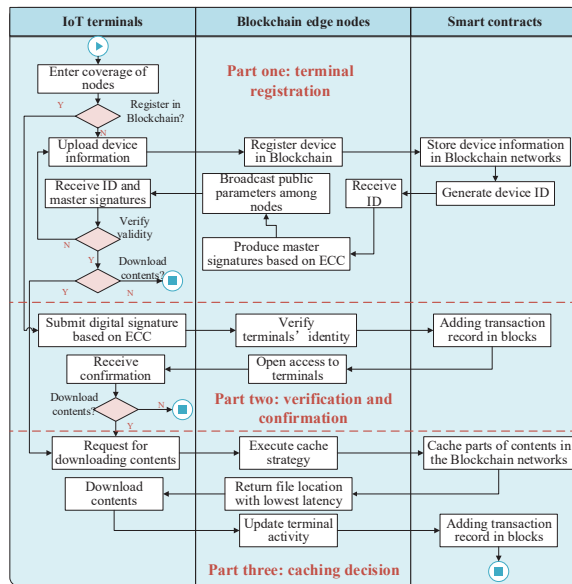 IoT terminals
Blockchain edge nodes
Smart contracts
Enter coverage of
nodes
Part one: terminal
registration
Y
Register in
Blockchain?
N
Upload device
information
Register device
in Blockchain
Store device information
in Blockchain networks
Receive ID and
master signatures
Broadcast public
parameters among
nodes
Receive
ID
Generate device ID
Verify
validity
N
Produce master
signatures based on ECC
Y
Download
contents?
Y
N
Submit digital signature
based on ECC
Verify
terminals' identity
Adding transaction
record in blocks
Receive
confirmation
Open access to
terminals
Download
contents?
N
Part two: verification and
confirmation
Y
Request for
downloading contents
Execute cache
strategy
Cache parts of contents in
the Blockchain networks
Download
contents
Return file location
with lowest latency
Update terminal
activity
Adding transaction
record in blocks
Part three: caching decision